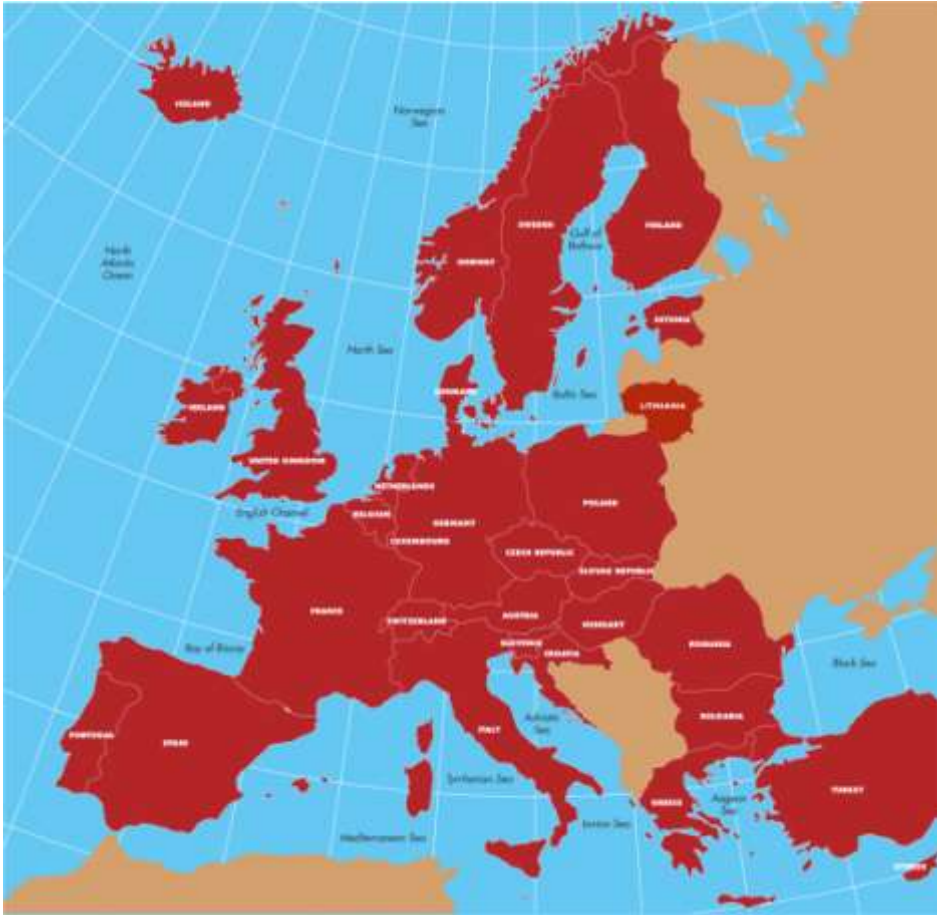 ICELAND
Norwegian
Sea
SWEDEN
FINLAND
Gulf of
Bothnia
NORWAY
North
Atlantic
Ocean
ESTONIA
North Sea
DENMARK
Baltic Sea
LITHUANIA
IRELAND
UNITED KINGDOM
NETHERLANDS
POLAND
English Channel
BELGIUM
GERMANY
LUXEMBOURG
CZECH REPUBLIC
SLOVAK REPUBLIC
FRANCE
SWITZERLAND
AUSTRIA
HUNGARY
SLOVENIA
CROATIA
ROMANIA
Bay of Biscay
Black Sea
BULGARIA
Adriatic
Sea
ITALY
PORTUGAL
SPAIN
Tyrrhenian Sea
TURKEY
GREECE
Aegean
Sea
Ionian Sea
Mediterranean Sea
CYPRUS